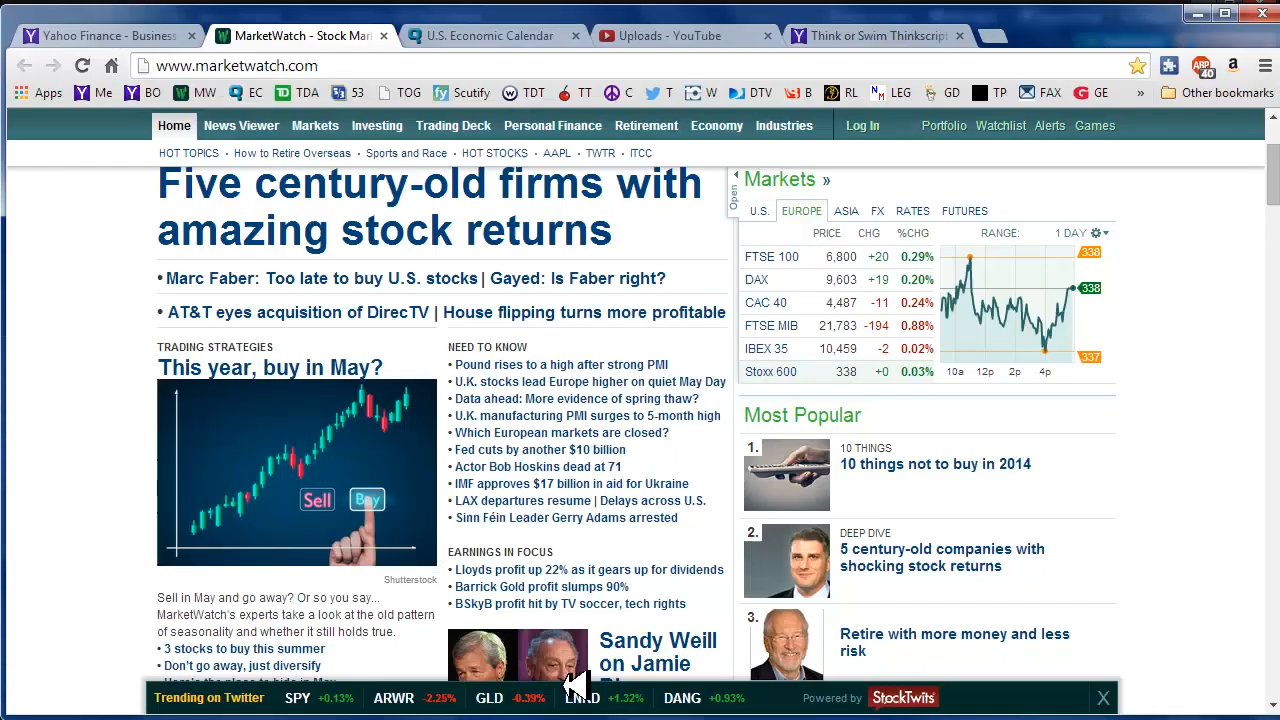 Yahoo Finance - Business
MarketWatch - Stock Mar
U.S. Economic Calendar
Uploads - YouTube
Think or Swim Thinkscript
www.marketwatch.com
ABP 40
Apps Me BO MW EC TDA 53 TOG Scutify TDT TT C T W DTV B RL LEG GD TP FAX GE » Other bookmarks
Home News Viewer Markets Investing Trading Deck Personal Finance Retirement Economy Industries Log In Portfolio Watchlist Alerts Games
HOT TOPICS · How to Retire Overseas · Sports and Race · HOT STOCKS · AAPL · TWTR · ITCC
Five century-old firms with
amazing stock returns
• Marc Faber: Too late to buy U.S. stocks | Gayed: Is Faber right?
• AT&T eyes acquisition of DirecTV | House flipping turns more profitable
TRADING STRATEGIES
This year, buy in May?
Sell Buy
Shutterstock
Sell in May and go away? Or so you say...
MarketWatch's experts take a look at the old pattern
of seasonality and whether it still holds true.
• 3 stocks to buy this summer
• Don't go away, just diversify
NEED TO KNOW
• Pound rises to a high after strong PMI
• U.K. stocks lead Europe higher on quiet May Day
• Data ahead: More evidence of spring thaw?
• U.K. manufacturing PMI surges to 5-month high
• Which European markets are closed?
• Fed cuts by another $10 billion
• Actor Bob Hoskins dead at 71
• IMF approves $17 billion in aid for Ukraine
• LAX departures resume | Delays across U.S.
• Sinn Féin Leader Gerry Adams arrested
EARNINGS IN FOCUS
• Lloyds profit up 22% as it gears up for dividends
• Barrick Gold profit slumps 90%
• BSkyB profit hit by TV soccer, tech rights
Sandy Weill
on Jamie
Open
Markets »
U.S. EUROPE ASIA FX RATES FUTURES
PRICE CHG %CHG RANGE: 1 DAY
FTSE 100 6,800 +20 0.29%
DAX 9,603 +19 0.20%
CAC 40 4,487 -11 0.24%
FTSE MIB 21,783 -194 0.88%
IBEX 35 10,459 -2 0.02%
Stoxx 600 338 +0 0.03%
338
338
337
10a 12p 2p 4p
Most Popular
1.
10 THINGS
10 things not to buy in 2014
2.
DEEP DIVE
5 century-old companies with
shocking stock returns
3.
Retire with more money and less
risk
Trending on Twitter SPY +0.13% ARWR -2.25% GLD -0.39% +1.32% DANG +0.93% Powered by StockTwits X